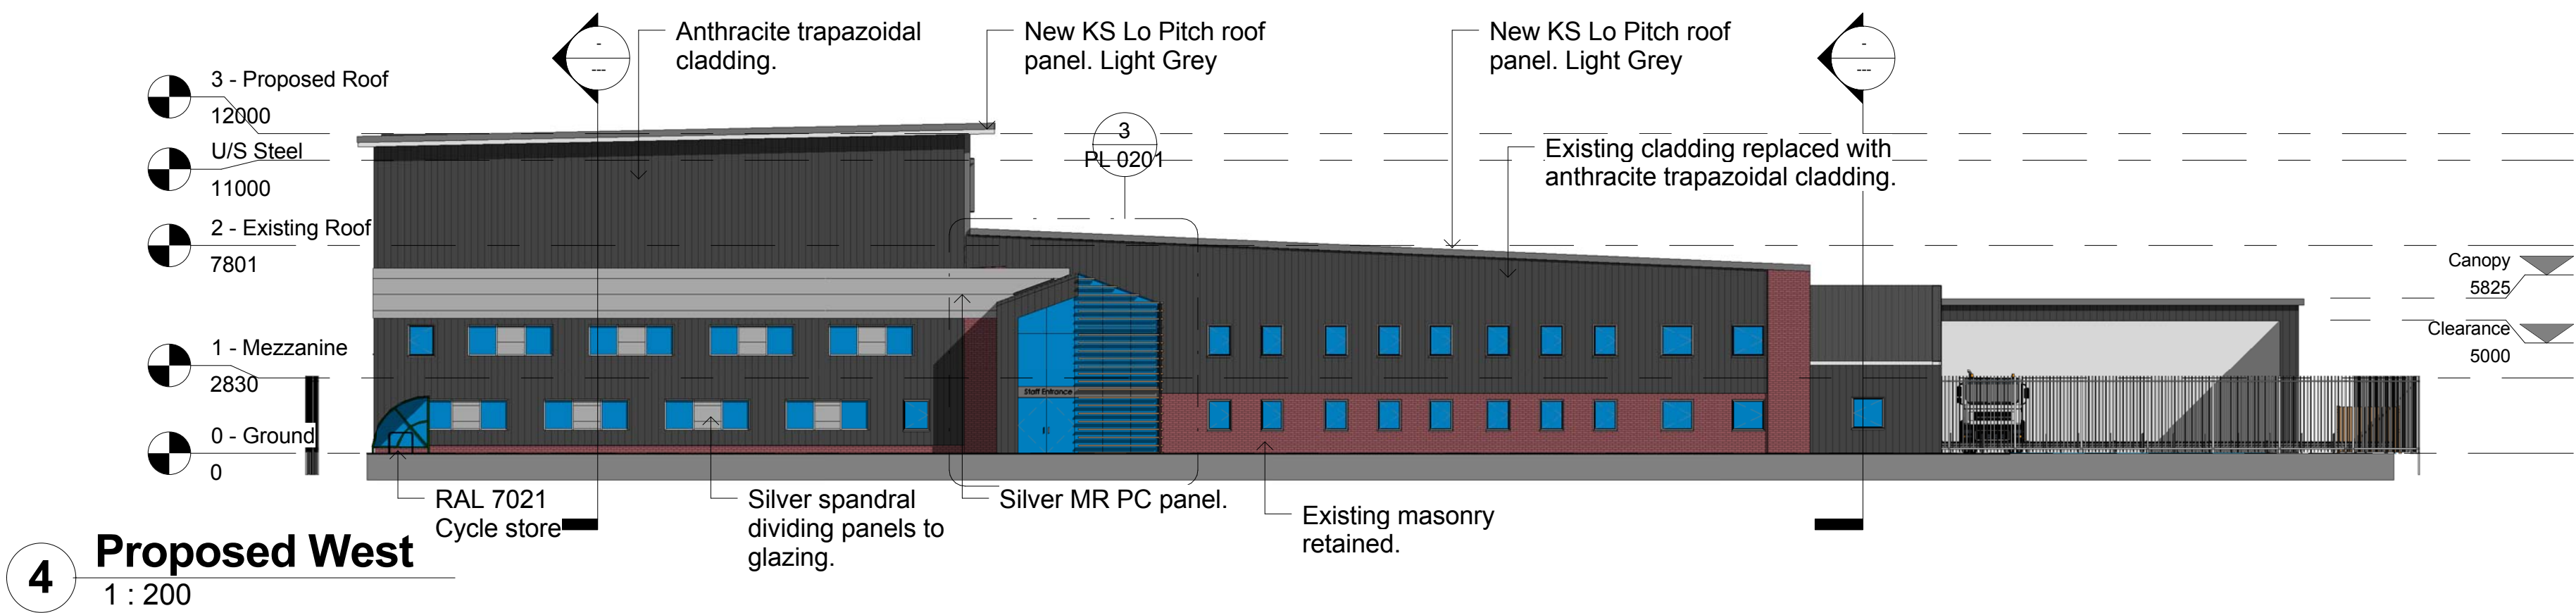 Anthracite trapazoidal
cladding.
New KS Lo Pitch roof
panel. Light Grey
New KS Lo Pitch roof
panel. Light Grey
-
---
-
---
3 - Proposed Roof
12000
U/S Steel
11000
2 - Existing Roof
7801
1 - Mezzanine
2830
0 - Ground
0
3
PL 0201
Existing cladding replaced with
anthracite trapazoidal cladding.
Canopy
5825
Clearance
5000
Staff Entrance
RAL 7021
Cycle store
Silver spandral
dividing panels to
glazing.
Silver MR PC panel.
Existing masonry
retained.
4
Proposed West
1 : 200